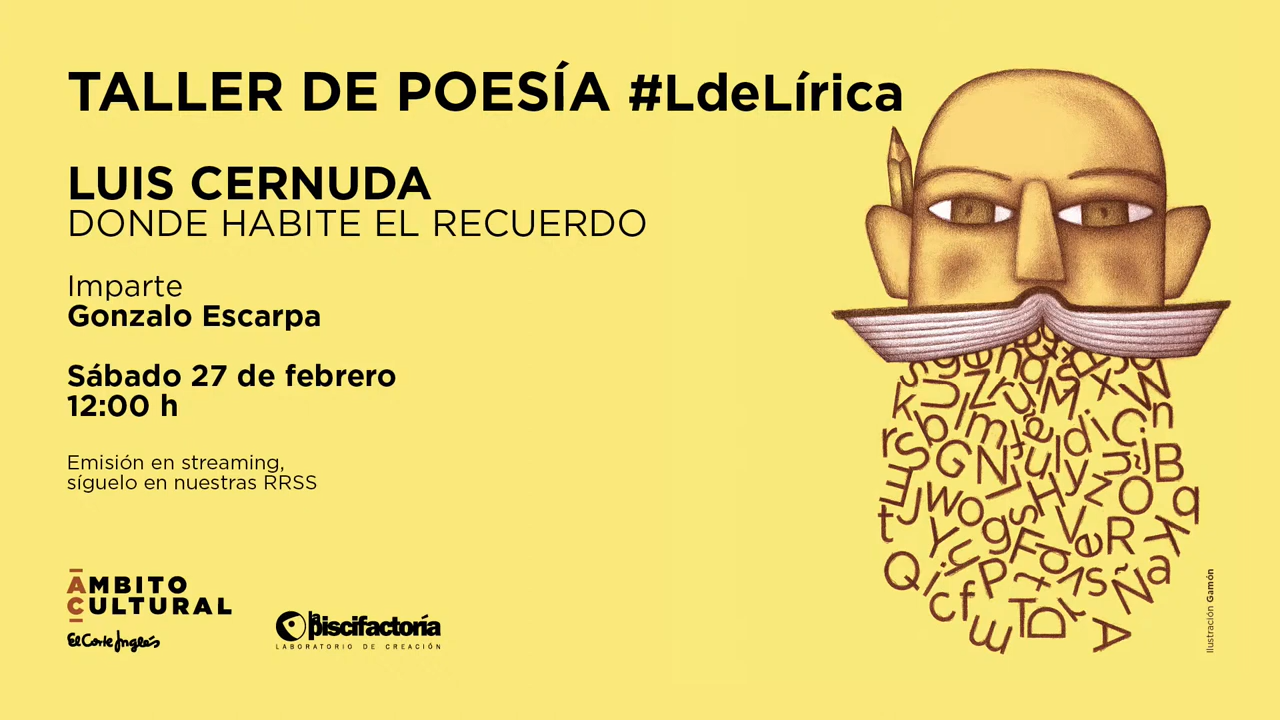 TALLER DE POESÍA #LdeLírica
LUIS CERNUDA
DONDE HABITE EL RECUERDO
Imparte
Gonzalo Escarpa
Sábado 27 de febrero
12:00 h
Emisión en streaming,
síguelo en nuestras RRSS
ÁMBITO
CULTURAL
El Corte Inglés
la piscifactoría
LABORATORIO DE CREACIÓN
Ilustración Gamón